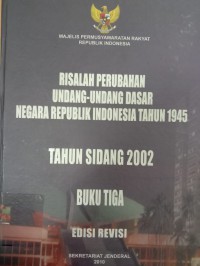 MAJELIS PERMUSYAWARATAN RAKYAT
REPUBLIK INDONESIA
RISALAH PERUBAHAN
UNDANG-UNDANG DASAR
NEGARA REPUBLIK INDONESIA TAHUN 1945
TAHUN SIDANG 2002
BUKU TIGA
EDISI REVISI
SEKRETARIAT JENDERAL
2010